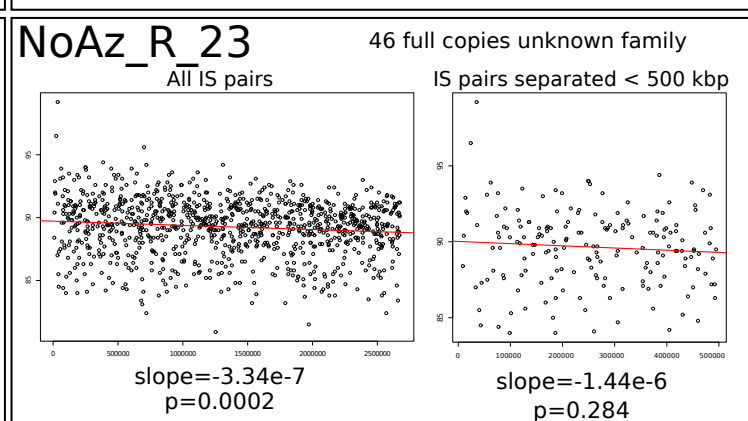 NoAz_R_23
46 full copies unknown family
All IS pairs
IS pairs separated < 500 kbp
95
90
85
0 500000 1000000 1500000 2000000 2500000
95
90
85
0 100000 200000 300000 400000 500000
slope=-3.34e-7
p=0.0002
slope=-1.44e-6
p=0.284